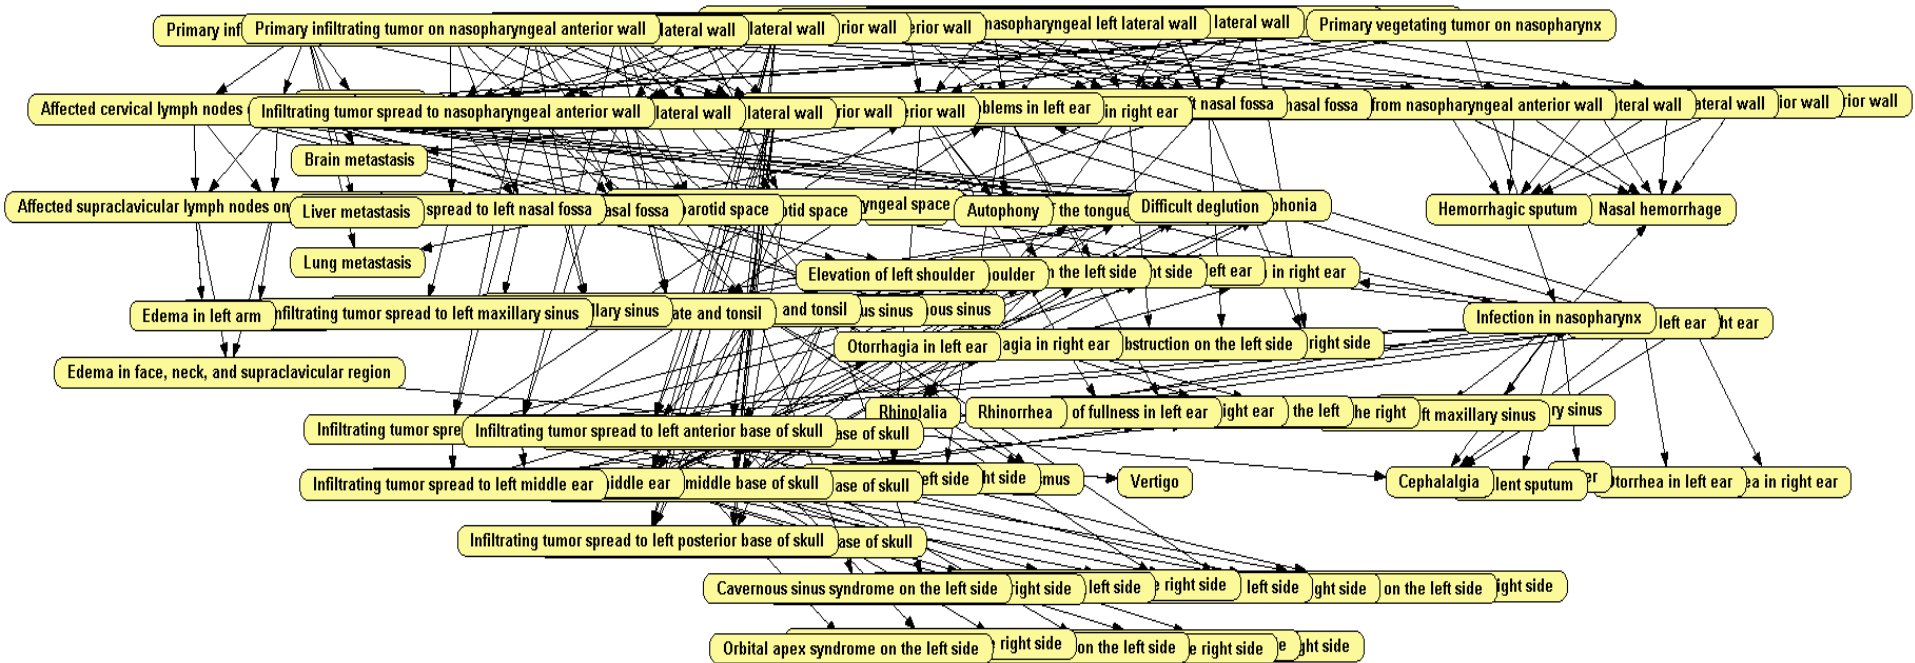 Primary inf
Primary infiltrating tumor on nasopharyngeal anterior wall
lateral wall
lateral wall
rior wall
erior wall
nasopharyngeal left lateral wall
lateral wall
Primary vegetating tumor on nasopharynx
Affected cervical lymph nodes
Infiltrating tumor spread to nasopharyngeal anterior wall
lateral wall
lateral wall
rior wall
erior wall
blems in left ear
in right ear
t nasal fossa
nasal fossa
from nasopharyngeal anterior wall
teral wall
ateral wall
ior wall
rior wall
Brain metastasis
Affected supraclavicular lymph nodes on
Liver metastasis
spread to left nasal fossa
asal fossa
parotid space
otid space
yngeal space
Autophony
the tongue
Difficult deglution
phonia
Hemorrhagic sputum
Nasal hemorrhage
Lung metastasis
Elevation of left shoulder
oulder
n the left side
ht side
left ear
in right ear
Edema in left arm
nfiltrating tumor spread to left maxillary sinus
llary sinus
ate and tonsil
and tonsil
us sinus
ous sinus
Infection in nasopharynx
left ear
ht ear
Otorrhagia in left ear
agia in right ear
bstruction on the left side
right side
Edema in face, neck, and supraclavicular region
Rhinolalia
Rhinorrhea
of fullness in left ear
ight ear
the left
he right
ft maxillary sinus
ry sinus
Infiltrating tumor spre
Infiltrating tumor spread to left anterior base of skull
ase of skull
Infiltrating tumor spread to left middle ear
iddle ear
middle base of skull
ase of skull
eft side
ht side
mus
Vertigo
Cephalalgia
lent sputum
er
torrhea in left ear
ea in right ear
Infiltrating tumor spread to left posterior base of skull
ase of skull
Cavernous sinus syndrome on the left side
right side
left side
e right side
left side
ght side
on the left side
ight side
Orbital apex syndrome on the left side
e right side
on the left side
e right side
e
ght side